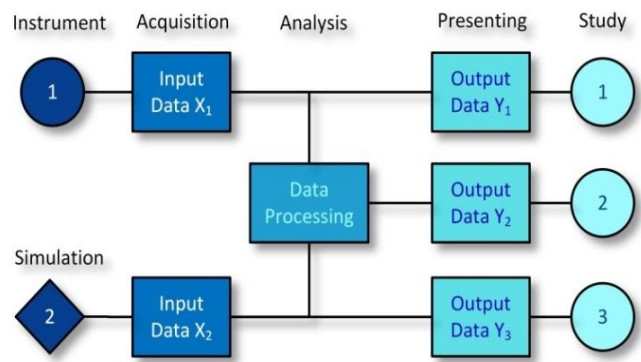 Instrument Acquisition Analysis Presenting Study
1
Input
Data X₁
Output
Data Y₁
1
Data
Processing
Output
Data Y₂
2
Simulation
2
Input
Data X₂
Output
Data Y₃
3